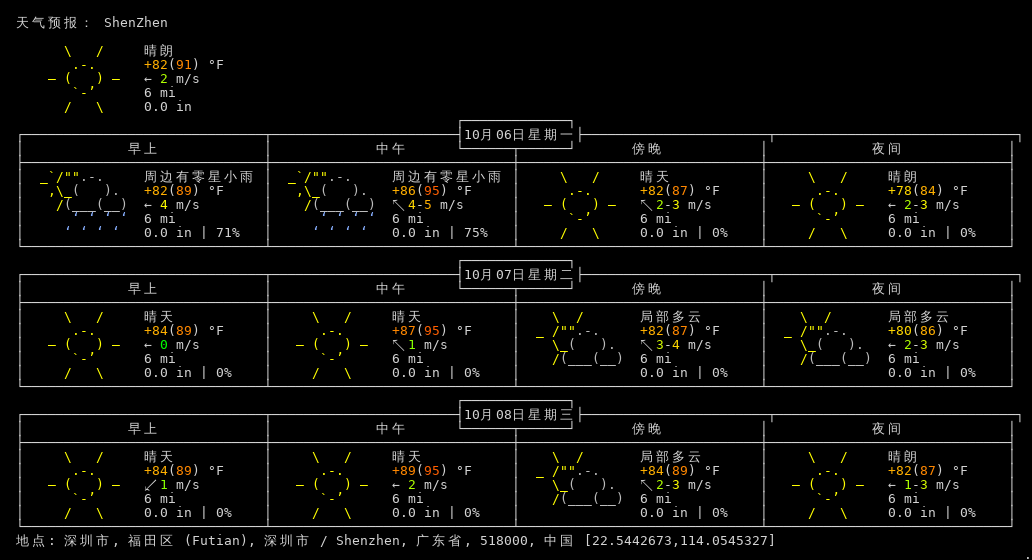 天气预报： ShenZhen
晴朗
+82(91) °F
← 2 m/s
6 mi
0.0 in
10月06日星期一
早上 中午 傍晚 夜间
周边有零星小雨 周边有零星小雨 晴天 晴朗
+82(89) °F +86(95) °F +82(87) °F +78(84) °F
← 4 m/s ↖ 4-5 m/s ↖ 2-3 m/s ← 2-3 m/s
6 mi 6 mi 6 mi 6 mi
0.0 in | 71% 0.0 in | 75% 0.0 in | 0% 0.0 in | 0%
10月07日星期二
早上 中午 傍晚 夜间
晴天 晴天 局部多云 局部多云
+84(89) °F +87(95) °F +82(87) °F +80(86) °F
← 0 m/s ↖ 1 m/s ↖ 3-4 m/s ← 2-3 m/s
6 mi 6 mi 6 mi 6 mi
0.0 in | 0% 0.0 in | 0% 0.0 in | 0% 0.0 in | 0%
10月08日星期三
早上 中午 傍晚 夜间
晴天 晴天 局部多云 晴朗
+84(89) °F +89(95) °F +84(89) °F +82(87) °F
↙ 1 m/s ← 2 m/s ↖ 2-3 m/s ← 1-3 m/s
6 mi 6 mi 6 mi 6 mi
0.0 in | 0% 0.0 in | 0% 0.0 in | 0% 0.0 in | 0%
地点: 深圳市, 福田区 (Futian), 深圳市 / Shenzhen, 广东省, 518000, 中国 [22.5442673,114.0545327]